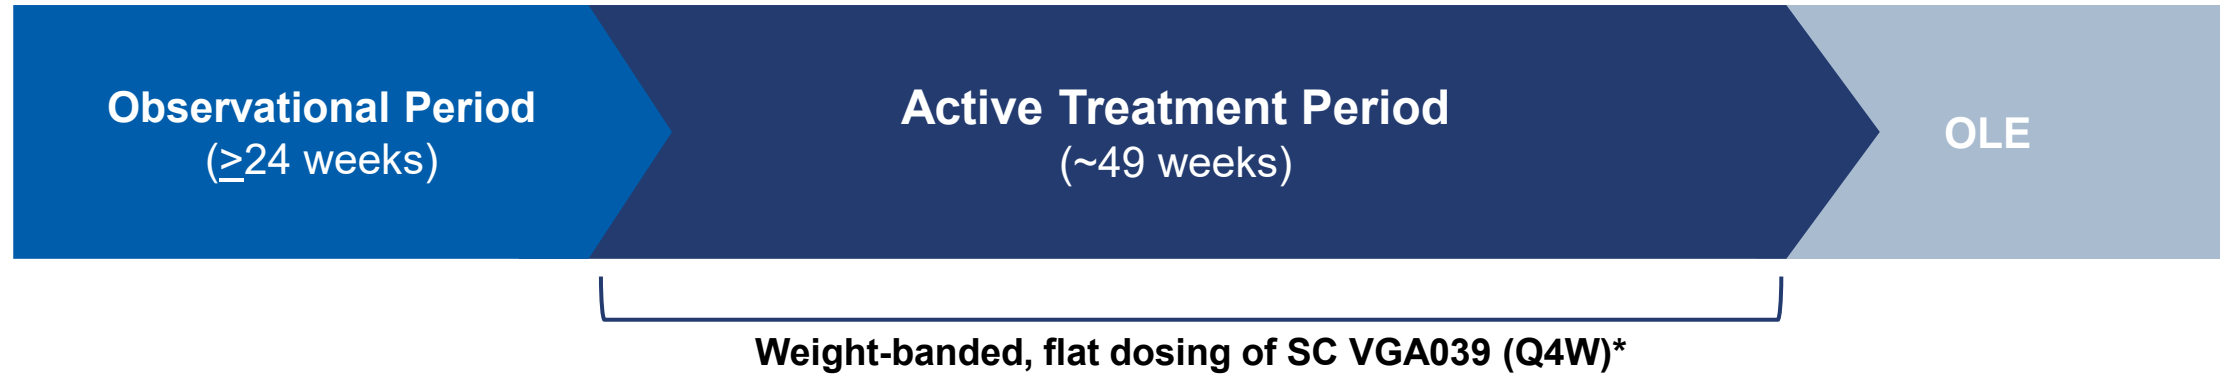 Observational Period
(≥24 weeks)
Active Treatment Period
(~49 weeks)
OLE
Weight-banded, flat dosing of SC VGA039 (Q4W)*